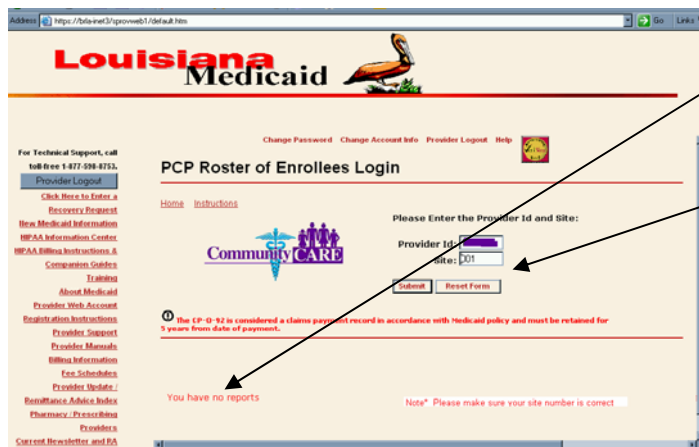 Address https://brla-inet3/sprovweb1/default.htm Go Links
Louisiana
Medicaid
Change Password Change Account Info Provider Logout Help
For Technical Support, call
toll-free 1-877-598-8753.
Provider Logout
Click Here to Enter a
Recovery Request
New Medicaid Information
HIPAA Information Center
HIPAA Billing Instructions &
Companion Guides
Training
About Medicaid
Provider Web Account
Registration Instructions
Provider Support
Provider Manuals
Billing Information
Fee Schedules
Provider Update /
Remittance Advice Index
Pharmacy / Prescribing
Providers
Current Newsletter and RA
PCP Roster of Enrollees Login
Home Instructions
Community CARE
Please Enter the Provider Id and Site:
Provider Id:
Site: 001
Submit Reset Form
The CP-O-92 is considered a claims payment record in accordance with Medicaid policy and must be retained for
5 years from date of payment.
You have no reports
Note* Please make sure your site number is correct